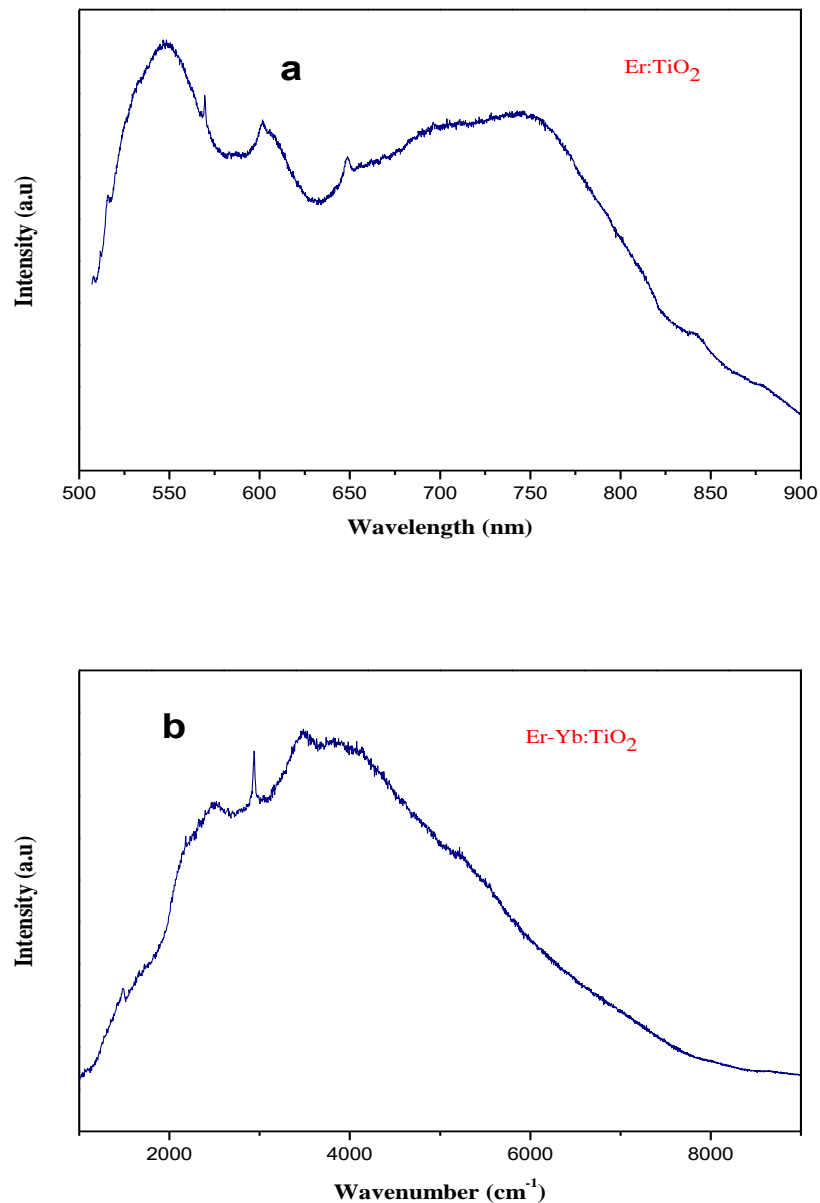 a
Er:TiO₂
Intensity (a.u)
500 550 600 650 700 750 800 850 900
Wavelength (nm)
b
Er-Yb:TiO₂
Intensity (a.u)
2000 4000 6000 8000
Wavenumber (cm⁻¹)